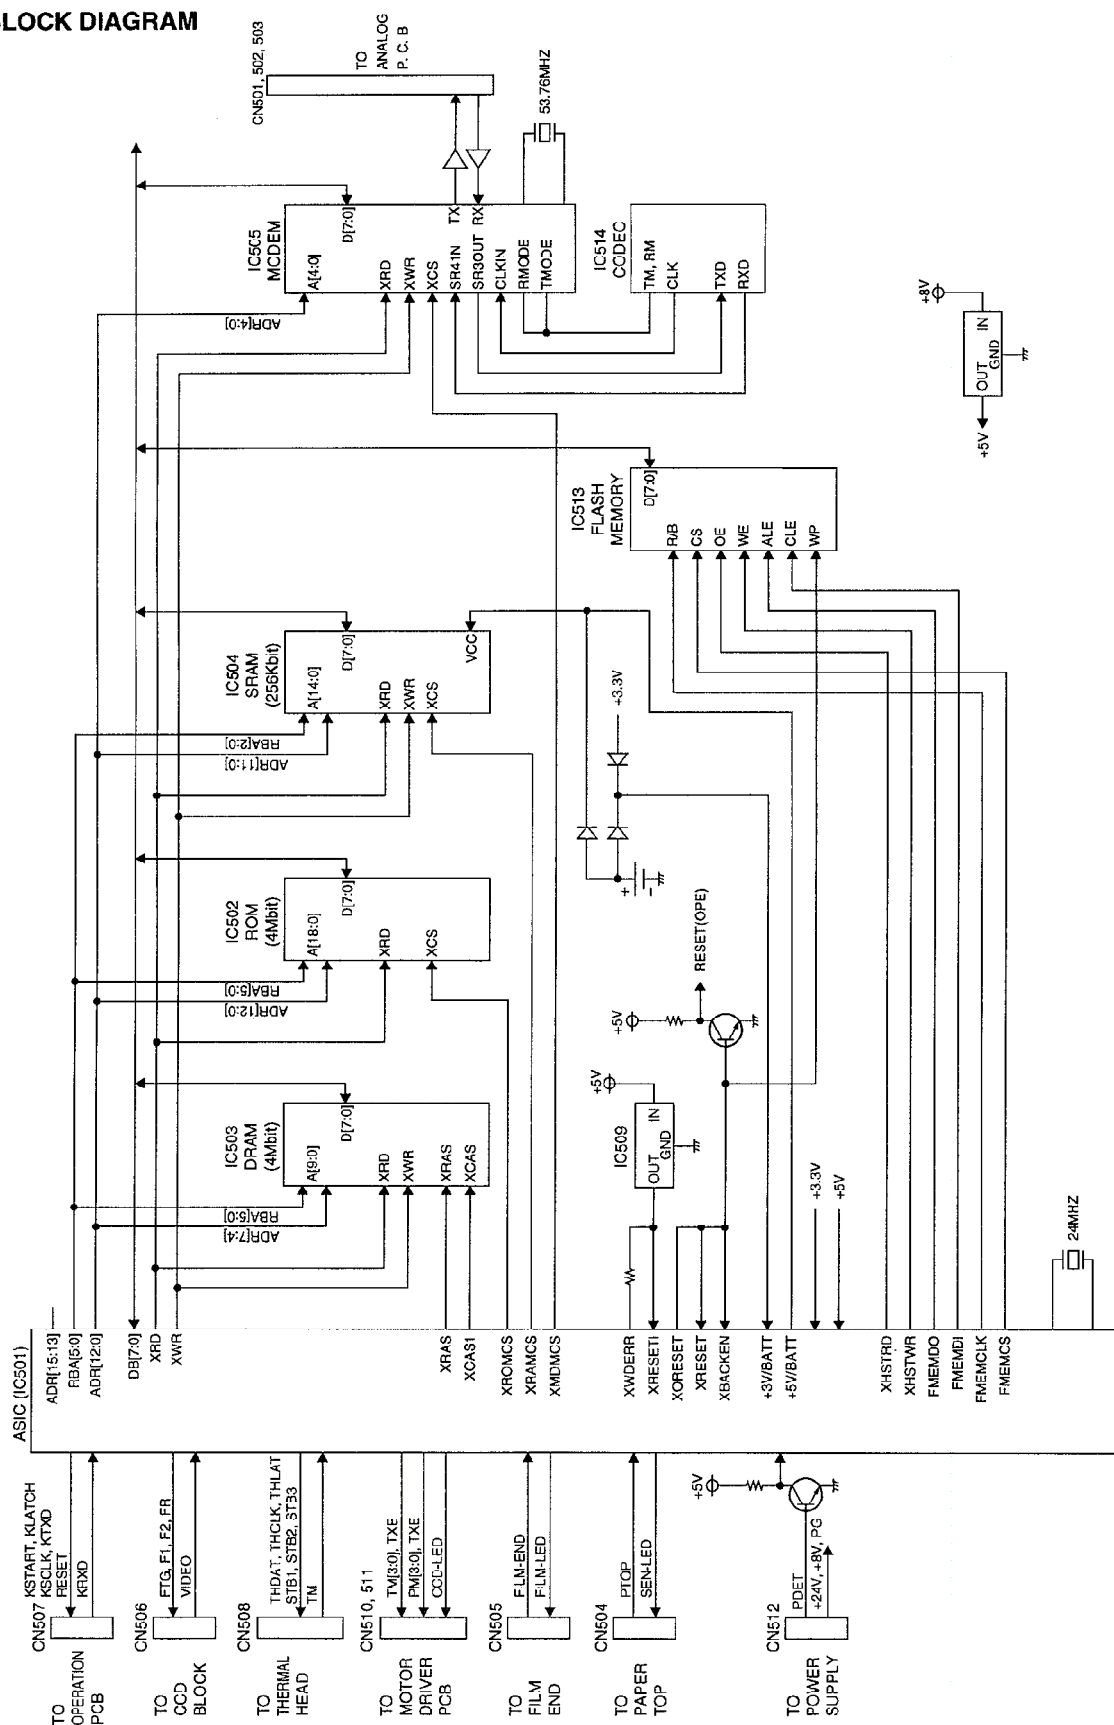 LOCK DIAGRAM
CN501, 502, 503
TO
ANALOG
P. C. B
53.76MHZ
IC505
MODEM
A[4:0]
D[7:0]
XRD
XWR
XCS
TX
RX
SR41N
SR3OUT
CLKIN
RMODE
TMODE
ADR[4:0]
IC514
CODEC
TM, RM
CLK
TXD
RXD
+8V
IN
GND
OUT
+5V
IC513
FLASH
MEMORY
D[7:0]
R/B
CS
OE
WE
ALE
CLE
WP
IC504
SRAM
(256Kbit)
A[14:0]
D[7:0]
XRD
XWR
XCS
VCC
RBA[2:0]
ADR[11:0]
+3.3V
+
-
IC502
ROM
(4Mbit)
A[18:0]
D[7:0]
XRD
XCS
RBA[5:0]
ADR[12:0]
RESET(OPE)
+5V
IC503
DRAM
(4Mbit)
A[9:0]
D[7:0]
XRD
XWR
XRAS
XCAS
RBA[5:0]
ADR[7:4]
+5V
IC509
IN
GND
OUT
+3.3V
+5V
24MHZ
ASIC (IC501)
ADR[15:13]
RBA[5:0]
ADR[12:0]
DB[7:0]
XRD
XWR
XRAS
XCAS1
XROMCS
XRAMCS
XMDMCS
XWDERR
XRESETI
XORESET
XRESET
XBACKEN
+3V/BATT
+5V/BATT
XHSTRD
XHSTWR
FMEMDO
FMEMDI
FMEMCLK
FMEMCS
CN507
KSTART, KLATCH
KSCLK, KTXD
RESET
KRXD
TO
OPERATION
PCB
CN506
FTG, F1, F2, FR
VIDEO
TO
CCD
BLOCK
CN508
THDAT, THCLK, THLAT
STB1, STB2, STB3
TM
TO
THERMAL
HEAD
CN510, 511
TM[3:0], TXE
PM[3:0], TXE
CCD-LED
TO
MOTOR
DRIVER
PCB
CN505
FILM-END
FILM-LED
TO
FILM
END
CN504
PTOP
SEN-LED
TO
PAPER
TOP
+5V
CN512
PDET
+24V, +8V, PG
TO
POWER
SUPPLY